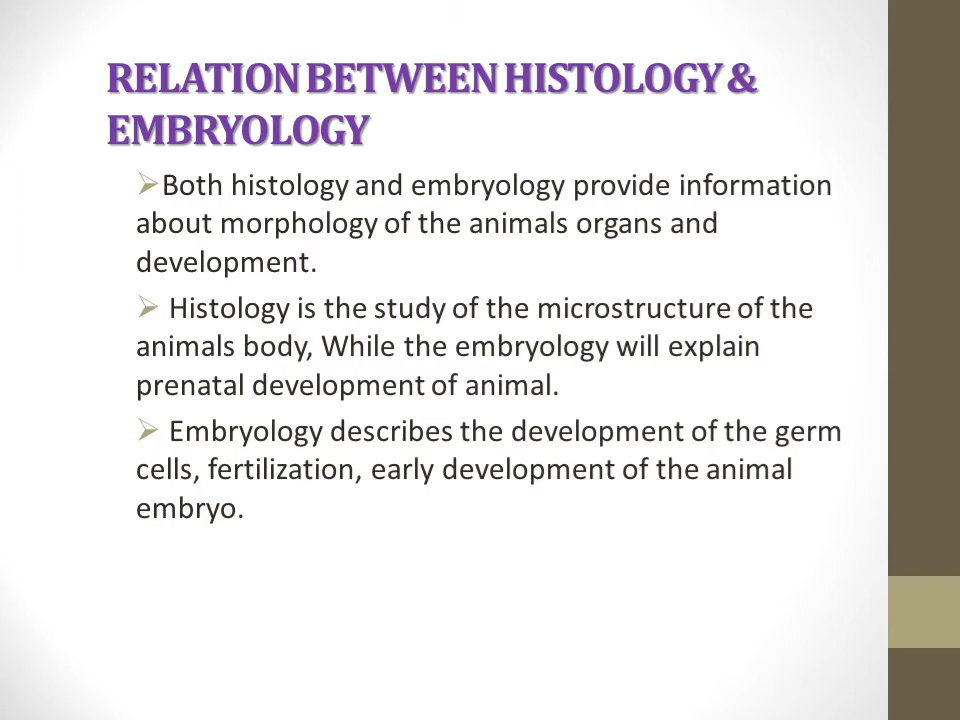 RELATION BETWEEN HISTOLOGY &
EMBRYOLOGY
➢Both histology and embryology provide information
about morphology of the animals organs and
development.
➢ Histology is the study of the microstructure of the
animals body, While the embryology will explain
prenatal development of animal.
➢ Embryology describes the development of the germ
cells, fertilization, early development of the animal
embryo.